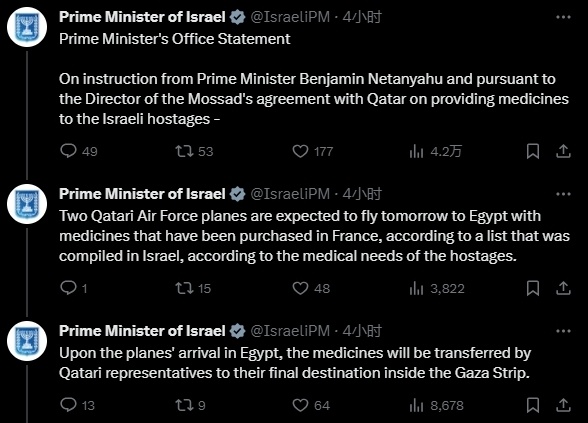 Prime Minister of Israel @IsraeliPM · 4小时
Prime Minister's Office Statement
On instruction from Prime Minister Benjamin Netanyahu and pursuant to
the Director of the Mossad's agreement with Qatar on providing medicines
to the Israeli hostages -
49 53 177 4.2万
Prime Minister of Israel @IsraeliPM · 4小时
Two Qatari Air Force planes are expected to fly tomorrow to Egypt with
medicines that have been purchased in France, according to a list that was
compiled in Israel, according to the medical needs of the hostages.
1 15 48 3,822
Prime Minister of Israel @IsraeliPM · 4小时
Upon the planes' arrival in Egypt, the medicines will be transferred by
Qatari representatives to their final destination inside the Gaza Strip.
13 9 64 8,678